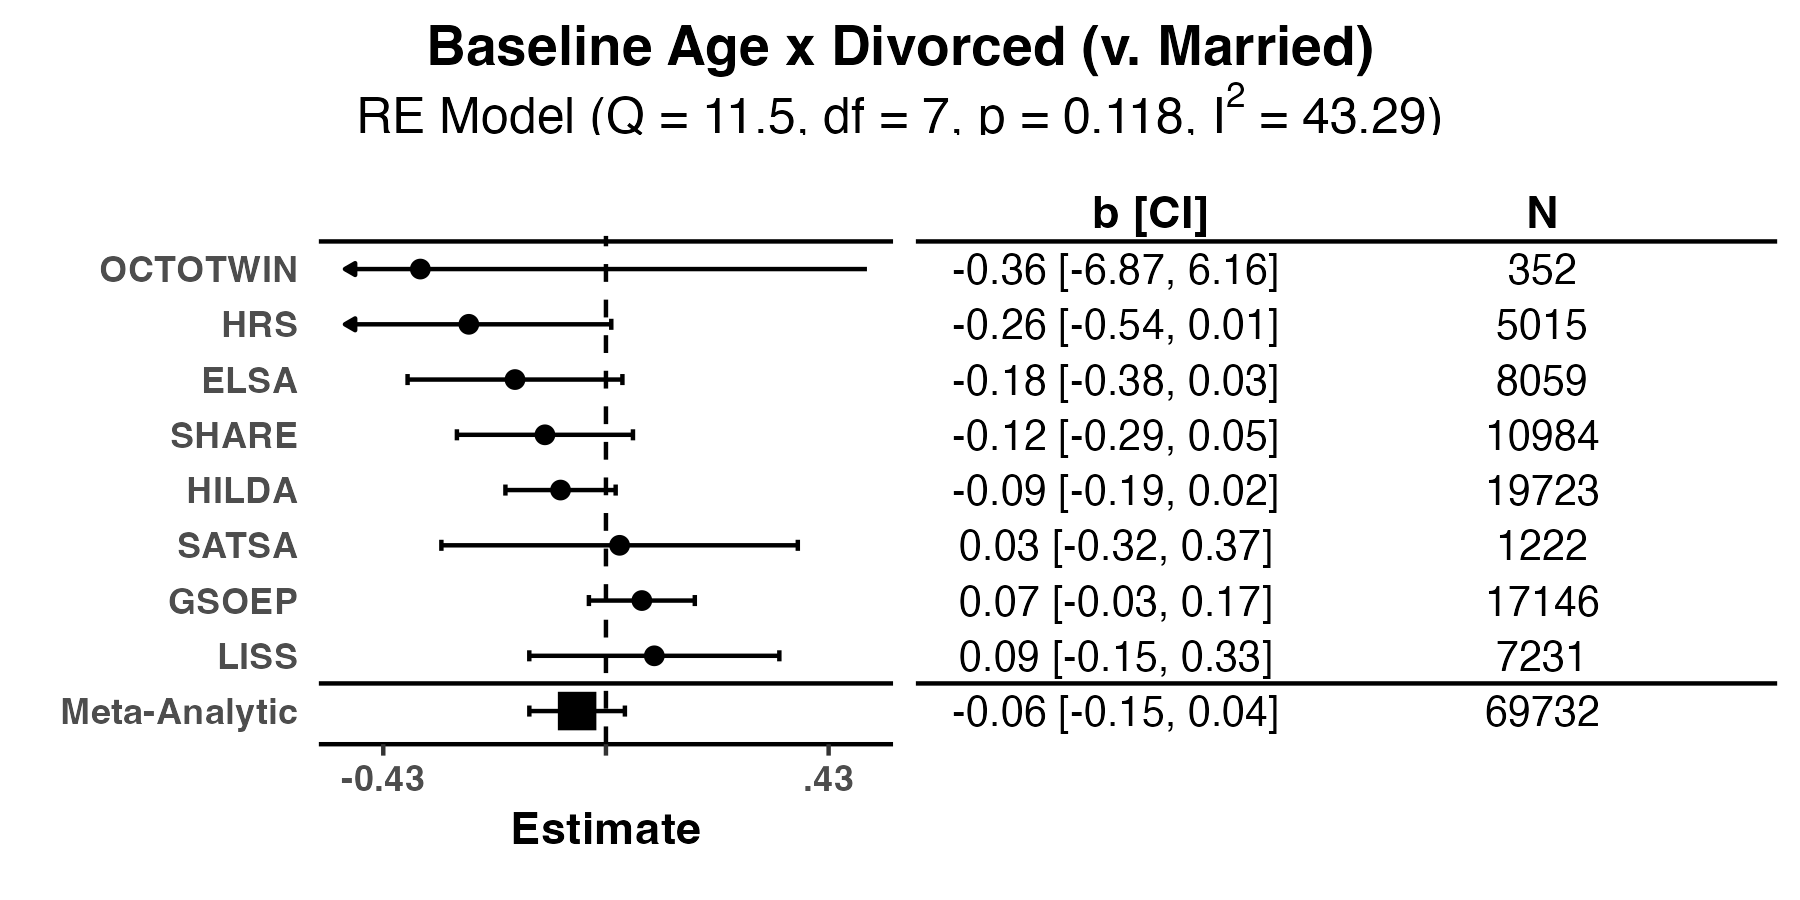 Baseline Age x Divorced (v. Married)
RE Model (Q = 11.5, df = 7, p = 0.118, I² = 43.29)
b [CI] N
OCTOTWIN -0.36 [-6.87, 6.16] 352
HRS -0.26 [-0.54, 0.01] 5015
ELSA -0.18 [-0.38, 0.03] 8059
SHARE -0.12 [-0.29, 0.05] 10984
HILDA -0.09 [-0.19, 0.02] 19723
SATSA 0.03 [-0.32, 0.37] 1222
GSOEP 0.07 [-0.03, 0.17] 17146
LISS 0.09 [-0.15, 0.33] 7231
Meta-Analytic -0.06 [-0.15, 0.04] 69732
-0.43 .43
Estimate